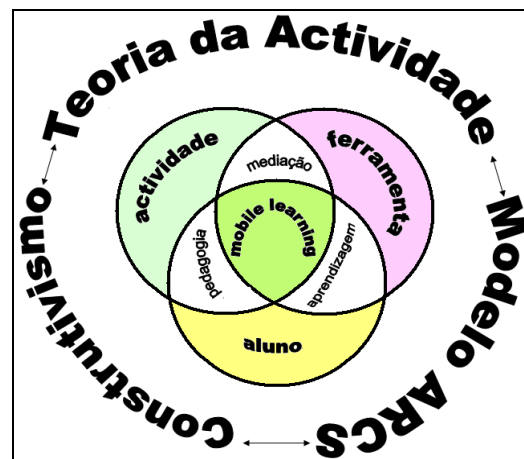 Teoria da Actividade
actividade
mediação
ferramenta
mobile learning
pedagogia
aprendizagem
aluno
Construtivismo
Modelo ARCS